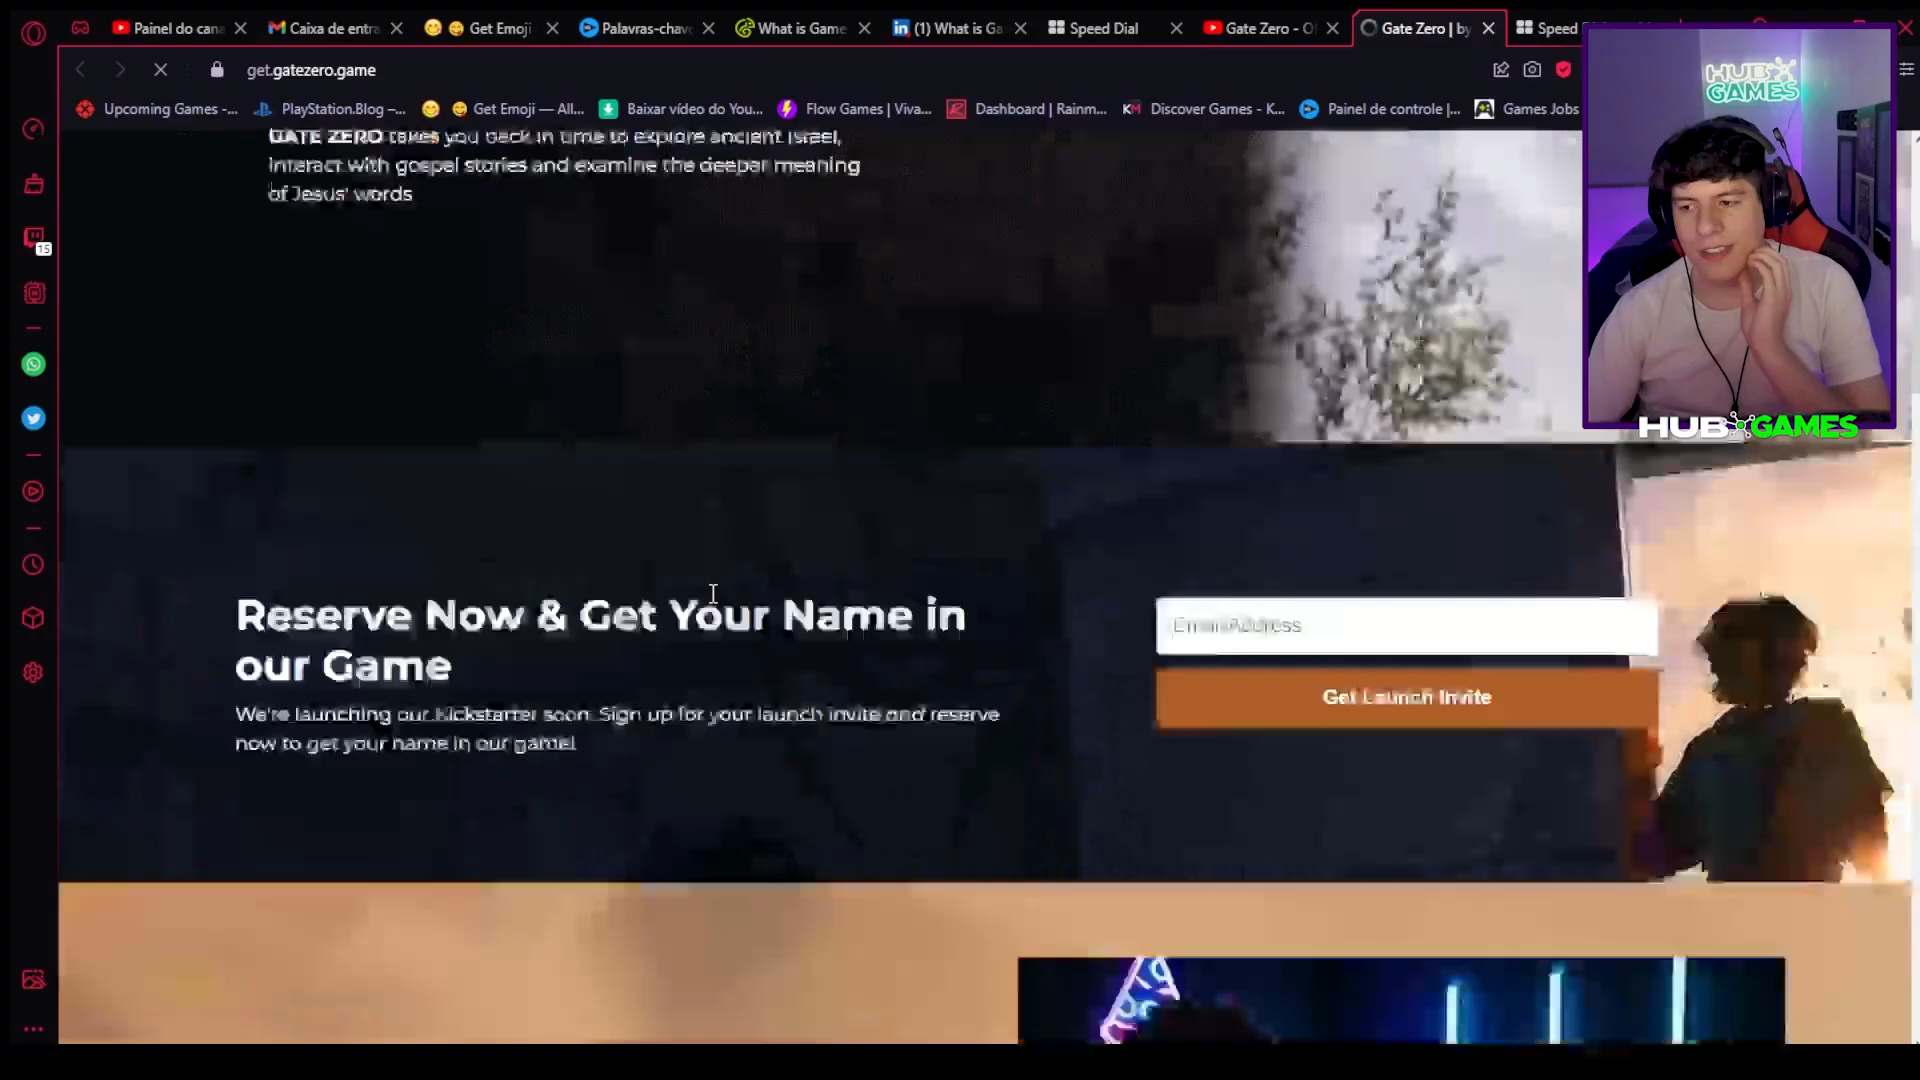 Painel do cana
Caixa de entra
Get Emoji
Palavras-chave
What is Game
(1) What is Ga
Speed Dial
Gate Zero - O
Gate Zero | by
Speed
get.gatezero.game
Upcoming Games -...
PlayStation.Blog –...
Get Emoji — All...
Baixar vídeo do You...
Flow Games | Viva...
Dashboard | Rainm...
KM
Discover Games - K...
Painel de controle |...
Games Jobs
15
HUB
GAMES
HUB GAMES
GATE ZERO takes you back in time to explore ancient Israel,
interact with gospel stories and examine the deeper meaning
of Jesus' words
Reserve Now & Get Your Name in
our Game
We're launching our Kickstarter soon. Sign up for your launch invite and reserve
now to get your name in our game!
Email Address
Get Launch Invite